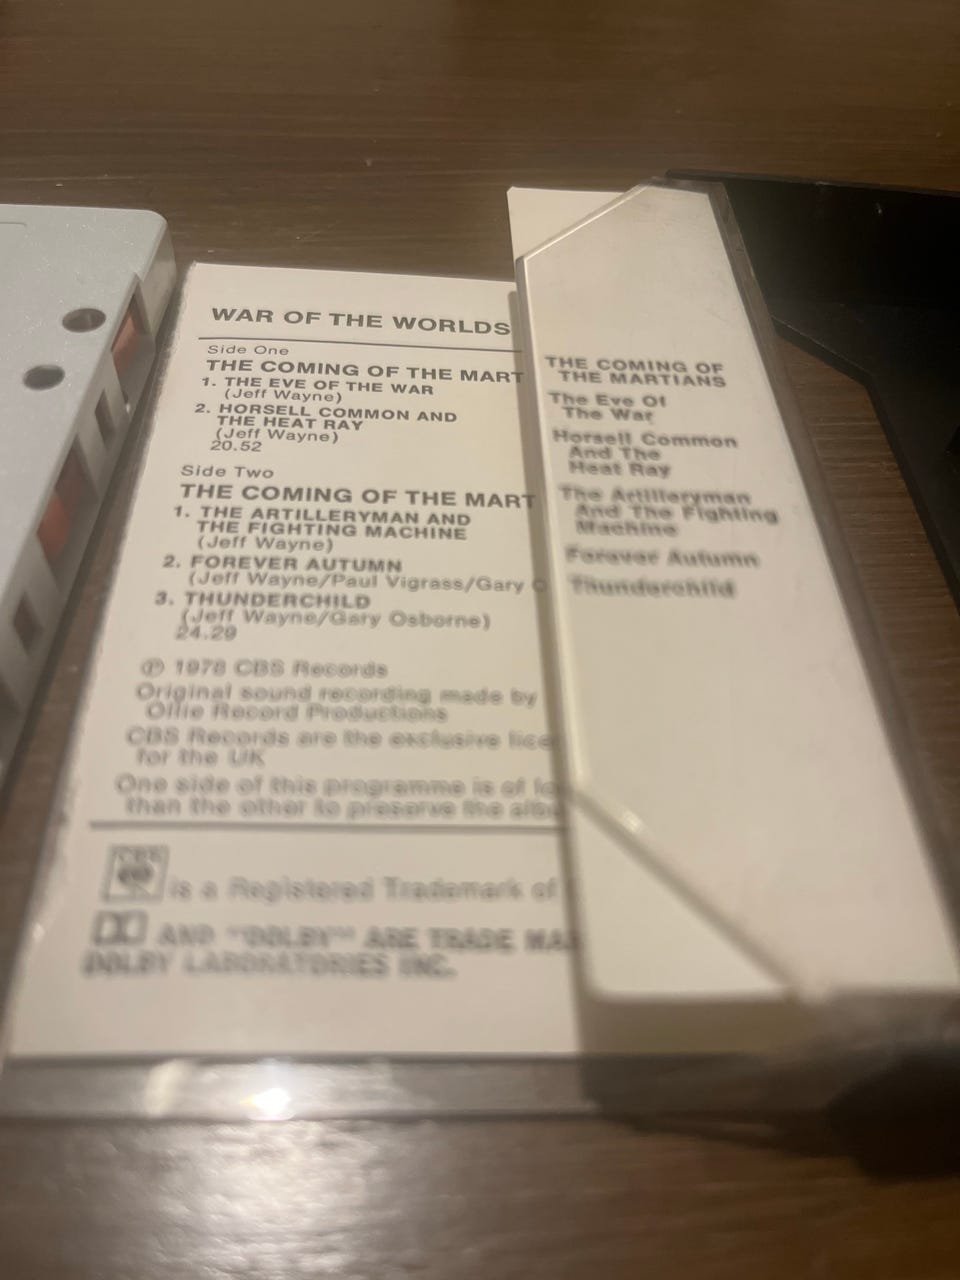 WAR OF THE WORLDS
Side One
THE COMING OF THE MART
1. THE EVE OF THE WAR
(Jeff Wayne)
2. HORSELL COMMON AND
THE HEAT RAY
(Jeff Wayne)
20.52
Side Two
THE COMING OF THE MART
1. THE ARTILLERYMAN AND
THE FIGHTING MACHINE
(Jeff Wayne)
2. FOREVER AUTUMN
(Jeff Wayne/Paul Vigrass/Gary O
3. THUNDERCHILD
(Jeff Wayne/Gary Osborne)
24.29
℗ 1978 CBS Records
Original sound recording made by
Ollie Record Productions
CBS Records are the exclusive lice
for the UK
One side of this programme is of lo
than the other to preserve the albu
CBS
is a Registered Trademark of
AND "DOLBY" ARE TRADE MA
DOLBY LABORATORIES INC.
THE COMING OF
THE MARTIANS
The Eve Of
The War
Horsell Common
And The
Heat Ray
The Artilleryman
And The Fighting
Machine
Forever Autumn
Thunderchild